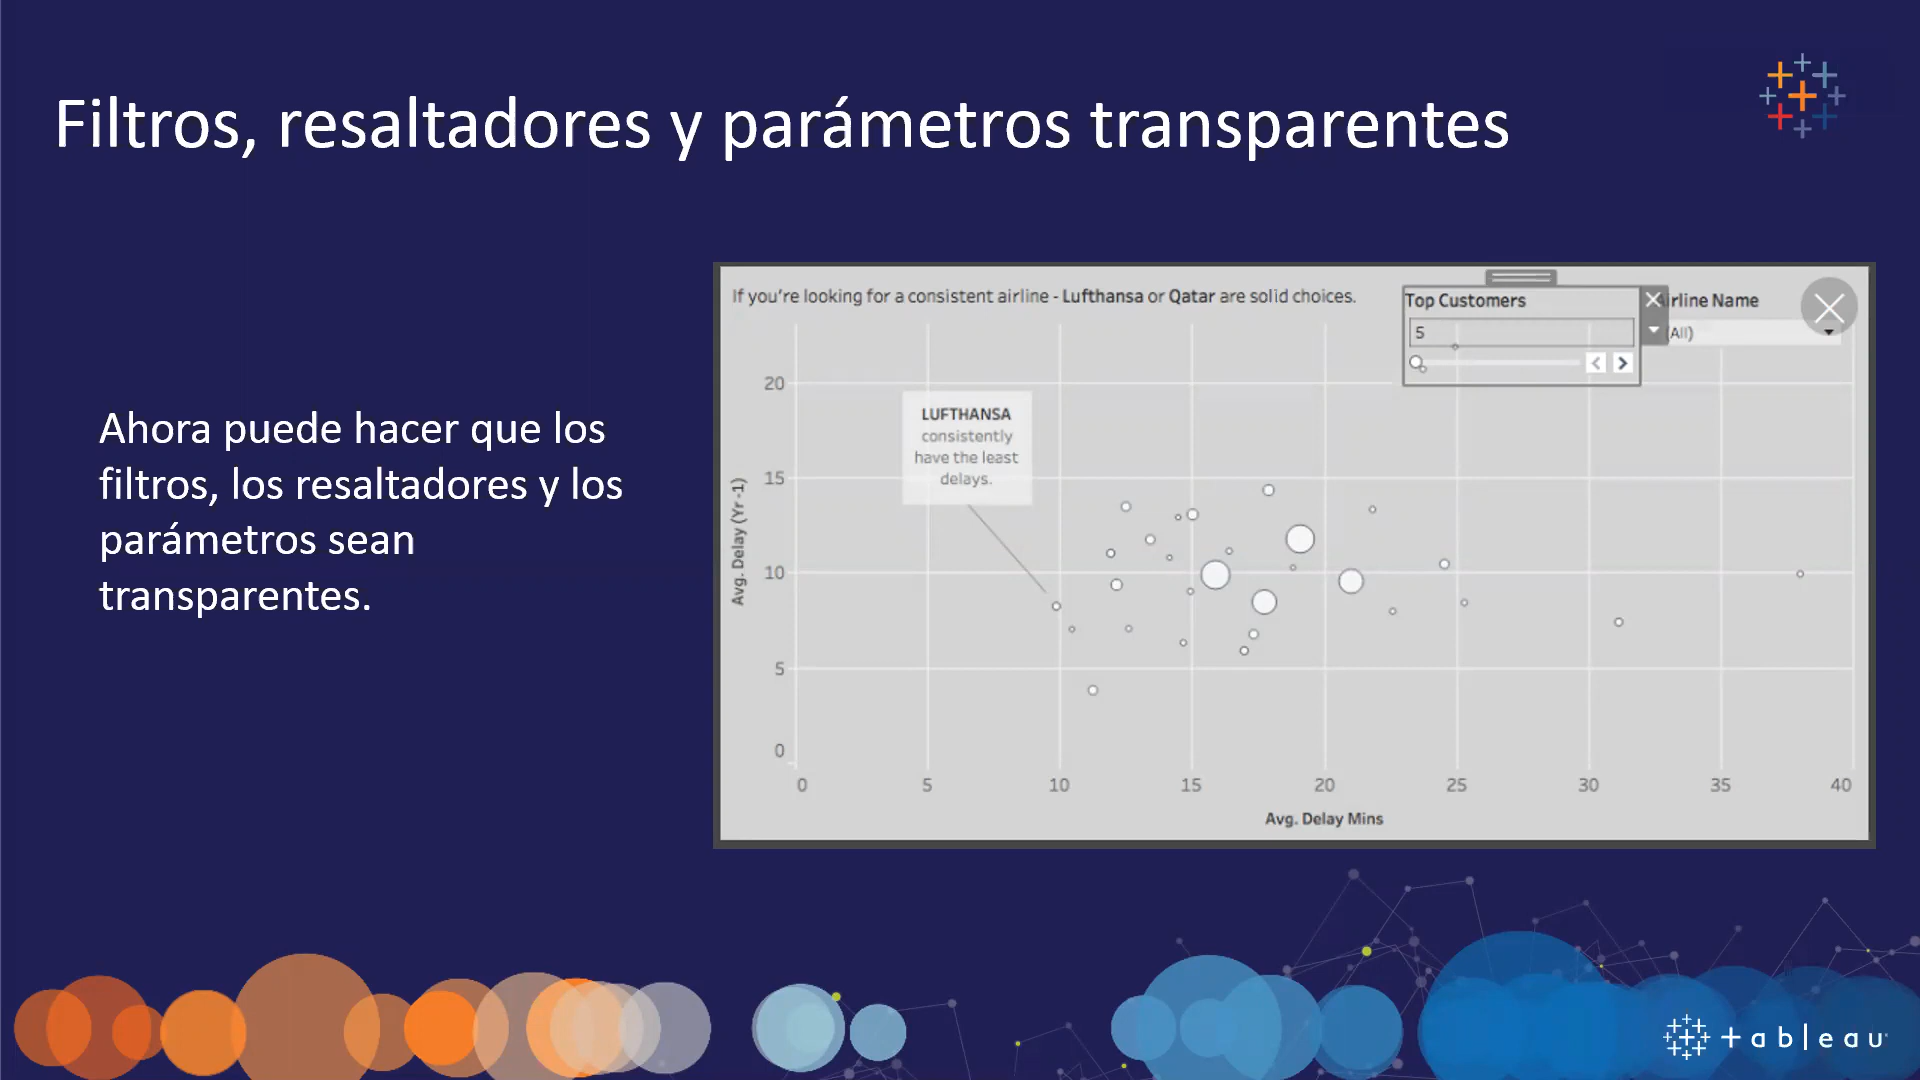 Filtros, resaltadores y parámetros transparentes
Ahora puede hacer que los
filtros, los resaltadores y los
parámetros sean
transparentes.
If you're looking for a consistent airline - Lufthansa or Qatar are solid choices.
Top Customers
5
irline Name
(All)
LUFTHANSA
consistently
have the least
delays.
Avg. Delay (Yr -1)
20
15
10
5
0
0 5 10 15 20 25 30 35 40
Avg. Delay Mins
+ableau